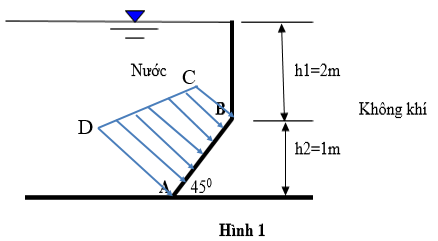 h1=2m
Nước
C
B
Không khí
D
h2=1m
A
45⁰
Hình 1